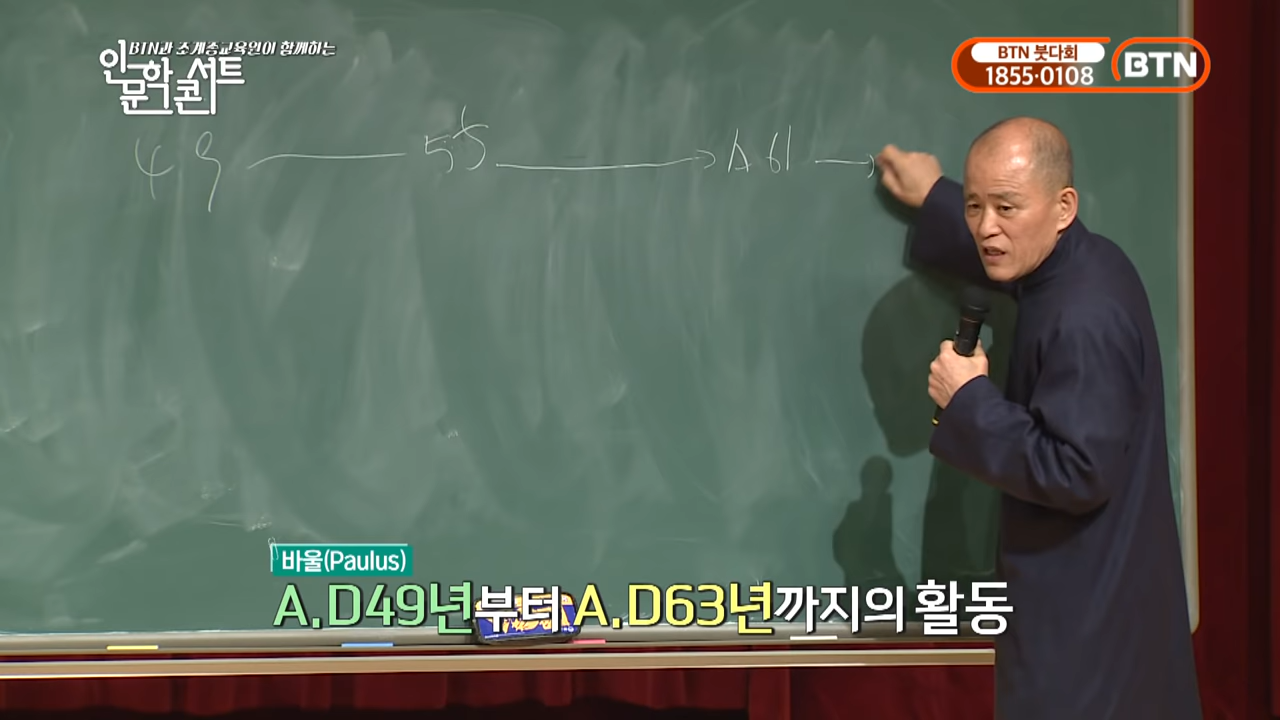 BTN과 조계종교육원이 함께하는
인문학 콘서트
BTN 붓다회
1855·0108
BTN
49 — 55 → A 61 →
바울(Paulus)
A.D49년부터 A.D63년까지의 활동